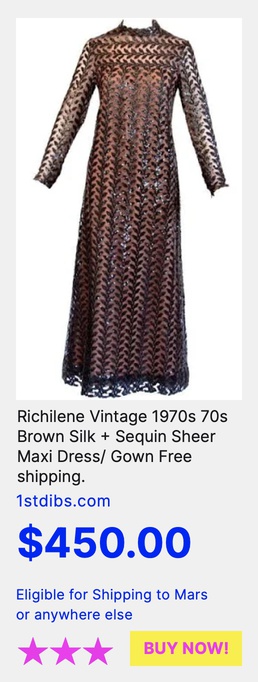 Richilene Vintage 1970s 70s
Brown Silk + Sequin Sheer
Maxi Dress/ Gown Free
shipping.
1stdibs.com
$450.00
Eligible for Shipping to Mars
or anywhere else
BUY NOW!